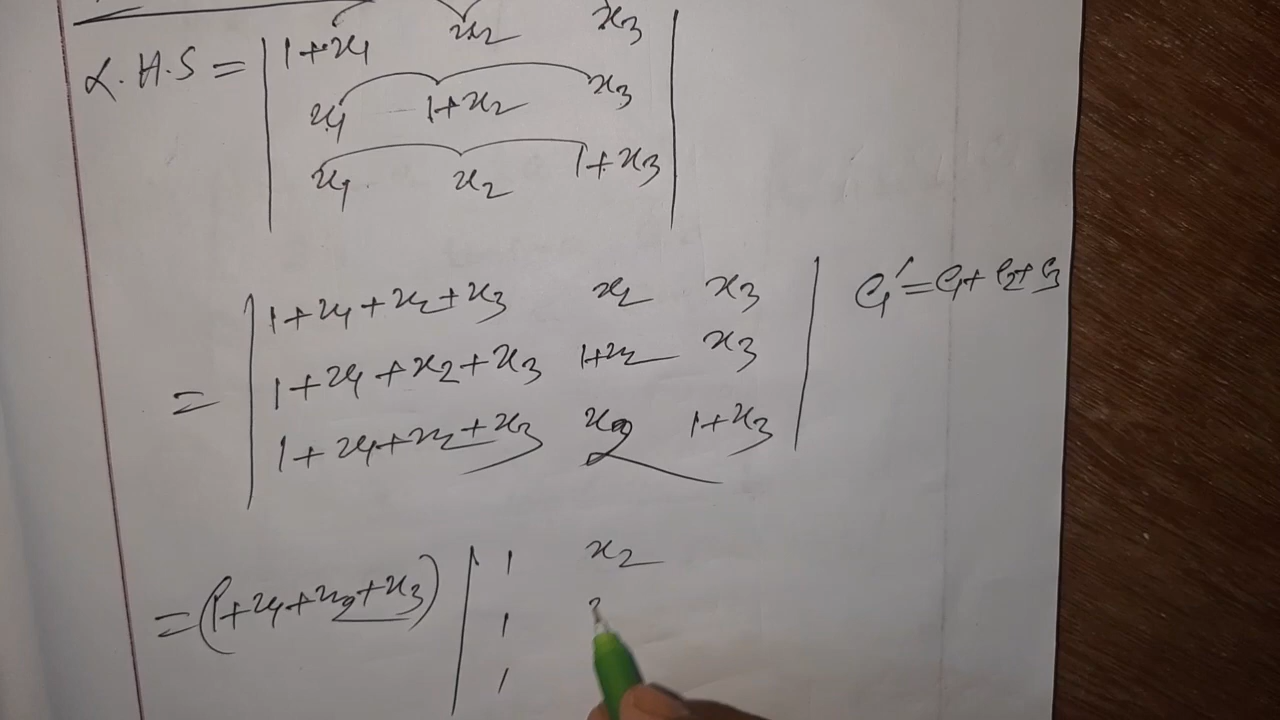 L.H.S = | 1+x1 x2 x3 |
| x1 1+x2 x3 |
| x1 x2 1+x3 |
= | 1+x1+x2+x3 x2 x3 | C1' = C1+C2+C3
| 1+x1+x2+x3 1+x2 x3 |
| 1+x1+x2+x3 x2 1+x3 |
= (1+x1+x2+x3) | 1 x2
| 1
| 1